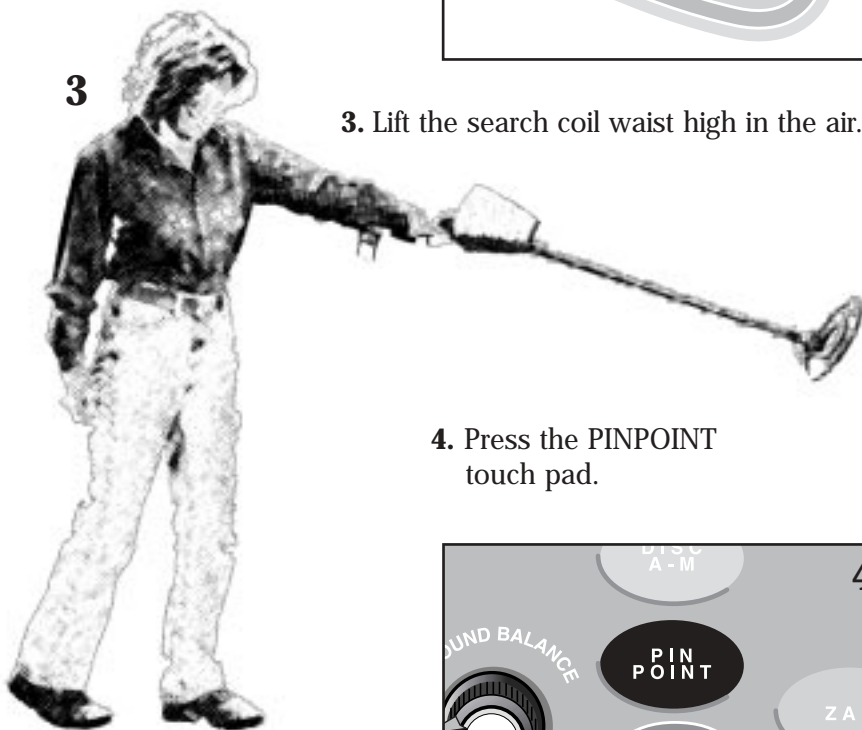 3
3. Lift the search coil waist high in the air.
4. Press the PINPOINT
touch pad.
DISC
A-M
4
UND BALANCE
PIN
POINT
ZA